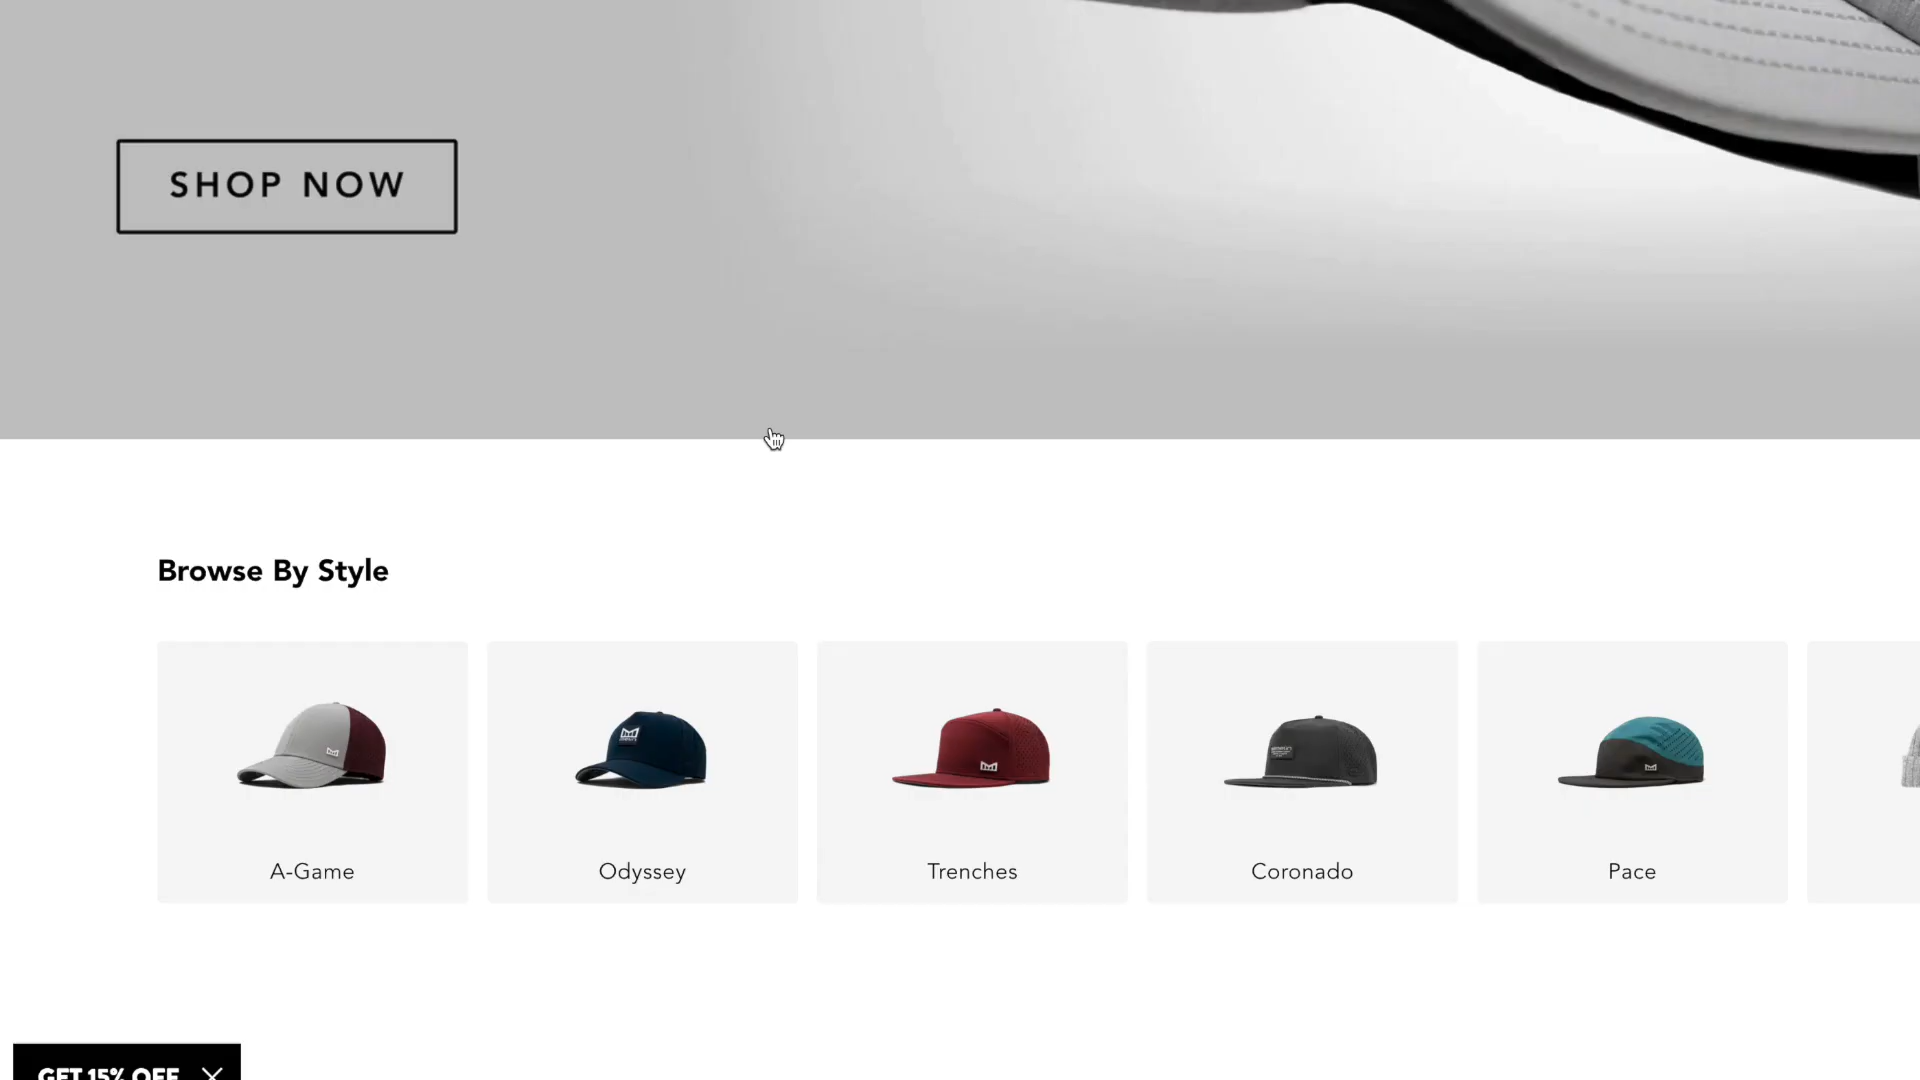 SHOP NOW
Browse By Style
A-Game
Odyssey
Trenches
Coronado
Pace
GET 15% OFF